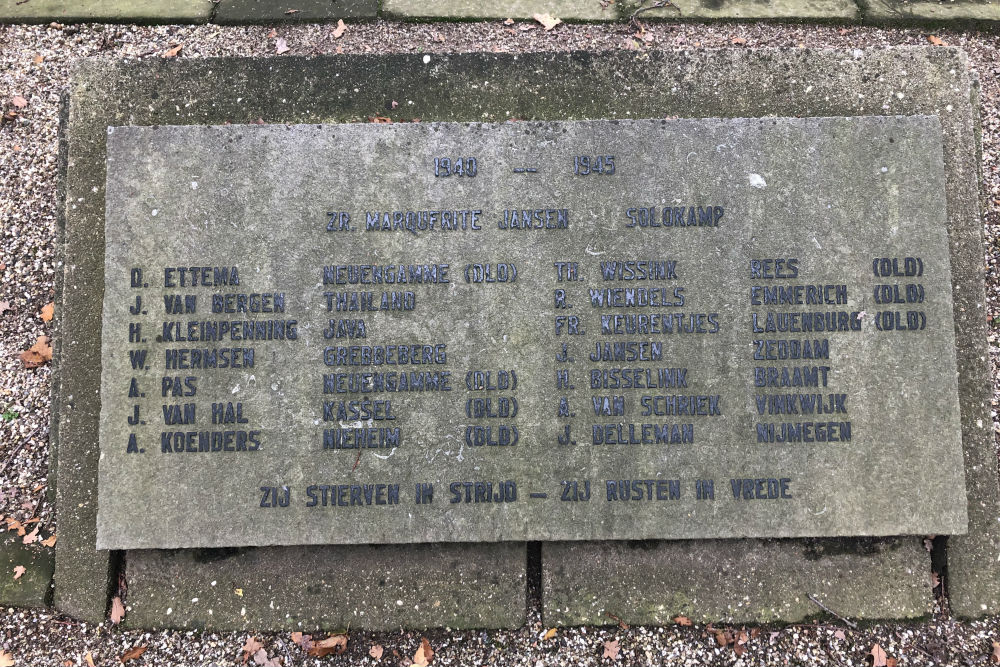 1940 -- 1945
ZR. MARQUERITE JANSEN SOLOKAMP
D. ETTEMA NEUENGAMME (DLD) TH. WISSINK REES (DLD)
J. VAN BERGEN THAILAND R. WIENDELS EMMERICH (DLD)
H. KLEINPENNING JAVA FR. KEURENTJES LAUENBURG (DLD)
W. HERMSEN GREBBEBERG J. JANSEN ZEDDAM
A. PAS NEUENGAMME (DLD) H. BISSELINK BRAAMT
J. VAN HAL KASSEL (DLD) A. VAN SCHRIEK VINKWIJK
A. KOENDERS NIEHEIM (DLD) J. DELLEMAN NIJMEGEN
ZIJ STIERVEN IN STRIJD – ZIJ RUSTEN IN VREDE